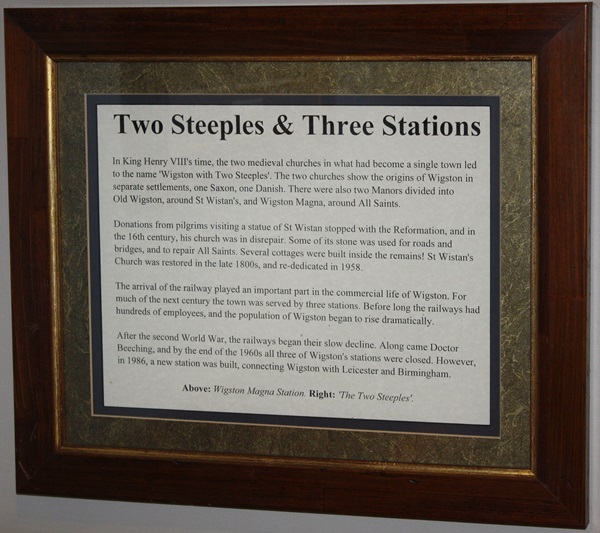 Two Steeples & Three Stations
In King Henry VIII's time, the two medieval churches in what had become a single town led
to the name 'Wigston with Two Steeples'. The two churches show the origins of Wigston in
separate settlements, one Saxon, one Danish. There were also two Manors divided into
Old Wigston, around St Wistan's, and Wigston Magna, around All Saints.
Donations from pilgrims visiting a statue of St Wistan stopped with the Reformation, and in
the 16th century, his church was in disrepair. Some of its stone was used for roads and
bridges, and to repair All Saints. Several cottages were built inside the remains! St Wistan's
Church was restored in the late 1800s, and re-dedicated in 1958.
The arrival of the railway played an important part in the commercial life of Wigston. For
much of the next century the town was served by three stations. Before long the railways had
hundreds of employees, and the population of Wigston began to rise dramatically.
After the second World War, the railways began their slow decline. Along came Doctor
Beeching, and by the end of the 1960s all three of Wigston's stations were closed. However,
in 1986, a new station was built, connecting Wigston with Leicester and Birmingham.
Above: Wigston Magna Station. Right: 'The Two Steeples'.